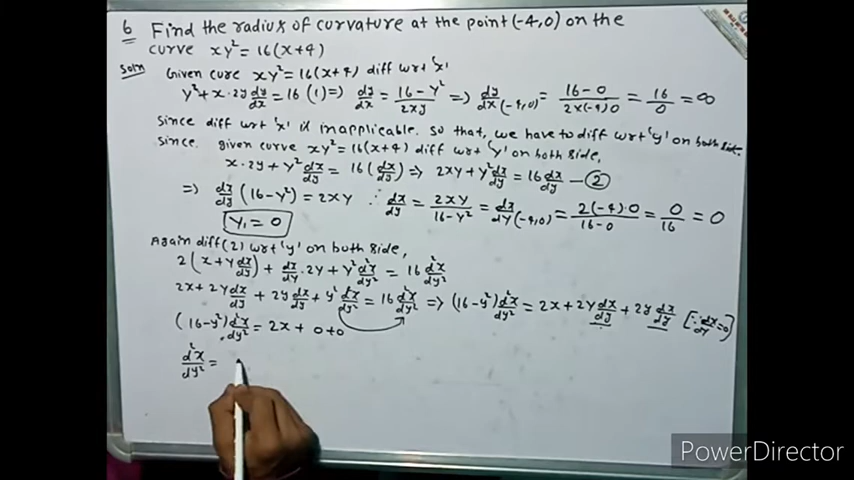 6 Find the radius of curvature at the point (-4,0) on the
curve xy² = 16(x+4)
Soln Given cure xy² = 16(x+4) diff wrt 'x'
y² + x·2y dy/dx = 16 (1) => dy/dx = 16-y²/2xy => dy/dx (-4,0) = 16-0/2x(-4)0 = 16/0 = ∞
Since diff wrt 'x' is inapplicable. So that, we have to diff wrt 'y' on both side.
Since given curve xy² = 16(x+4) diff wrt 'y' on both side,
x·2y + y² dx/dy = 16(dx/dy) => 2xy + y² dx/dy = 16 dx/dy — ②
=> dx/dy (16-y²) = 2xy ∴ dx/dy = 2xy/16-y² = dx/dy (-4,0) = 2(-4)·0/16-0 = 0/16 = 0
y₁ = 0
Again diff (2) wrt 'y' on both side,
2(x+y dx/dy) + dx/dy·2y + y² d²x/dy² = 16 d²x/dy²
2x + 2y dx/dy + 2y dx/dy + y² d²x/dy² = 16 d²x/dy² => (16-y²) d²x/dy² = 2x + 2y dx/dy + 2y dx/dy [∵ dx/dy = 0]
(16-y²) d²x/dy² = 2x + 0+0
d²x/dy² =
PowerDirector